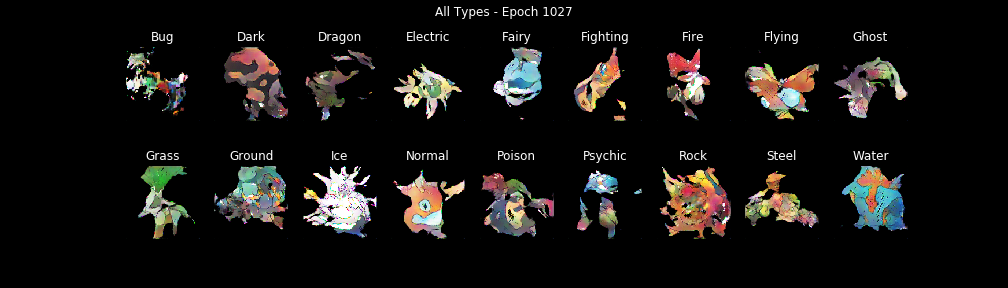 All Types - Epoch 1027
Bug Dark Dragon Electric Fairy Fighting Fire Flying Ghost
Grass Ground Ice Normal Poison Psychic Rock Steel Water